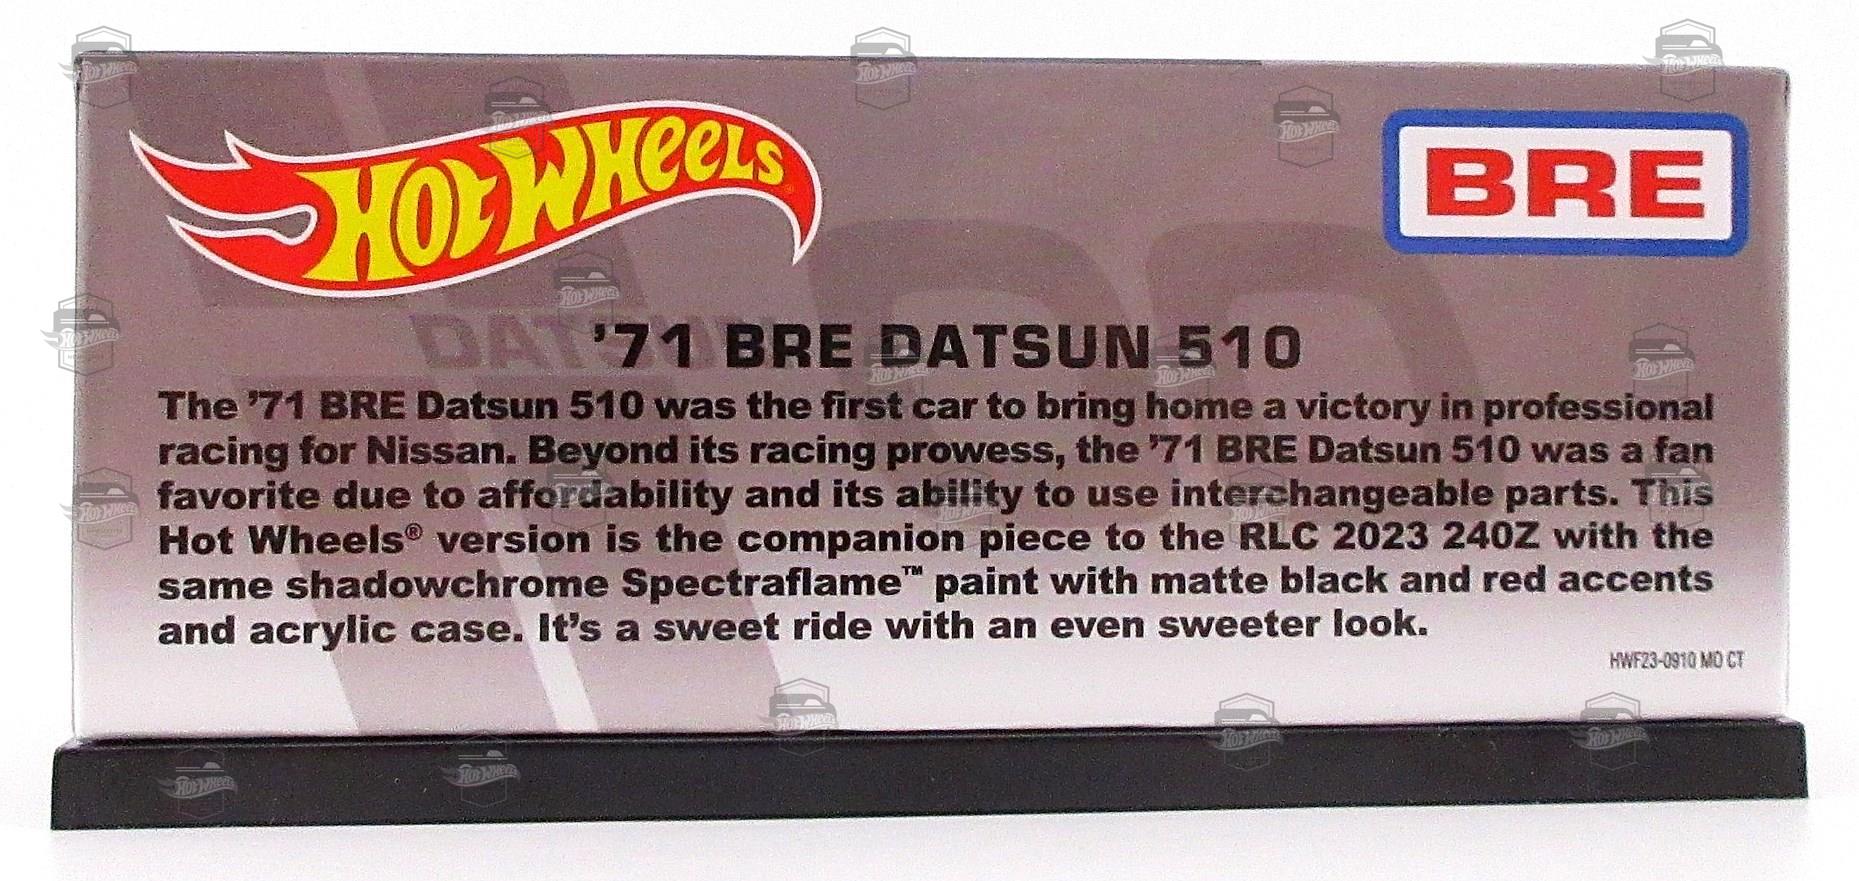 HOT WHEELS
BRE
DATSUN
'71 BRE DATSUN 510
The '71 BRE Datsun 510 was the first car to bring home a victory in professional
racing for Nissan. Beyond its racing prowess, the '71 BRE Datsun 510 was a fan
favorite due to affordability and its ability to use interchangeable parts. This
Hot Wheels® version is the companion piece to the RLC 2023 240Z with the
same shadowchrome Spectraflame™ paint with matte black and red accents
and acrylic case. It's a sweet ride with an even sweeter look.
HWF23-0910 MO CT